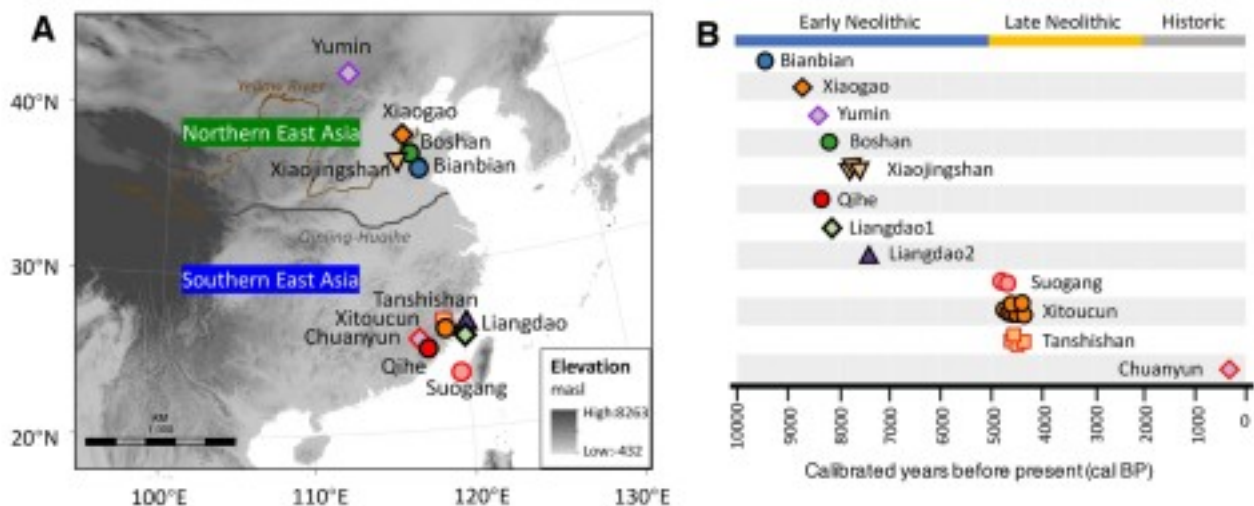 A
Yumin
Yellow River
40°N
Xiaogao
Northern East Asia
Boshan
Xiaojingshan
Bianbian
Qinling-Huaihe
30°N
Southern East Asia
Tanshishan
Xitoucun
Liangdao
Chuanyun
Qihe
Suogang
Elevation
masl
High:8263
Low:-432
KM
20°N
100°E
110°E
120°E
130°E
B
Early Neolithic
Late Neolithic
Historic
Bianbian
Xiaogao
Yumin
Boshan
Xiaojingshan
Qihe
Liangdao1
Liangdao2
Suogang
Xitoucun
Tanshishan
Chuanyun
10000
9000
8000
7000
6000
5000
4000
3000
2000
1000
0
Calibrated years before present (cal BP)